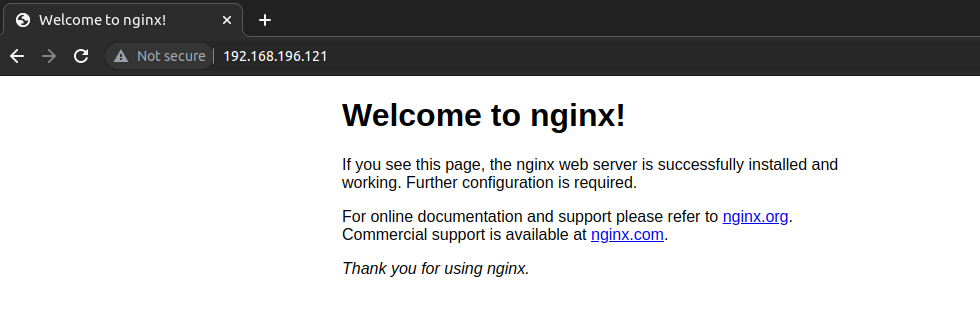 Welcome to nginx!
Not secure
192.168.196.121
Welcome to nginx!
If you see this page, the nginx web server is successfully installed and
working. Further configuration is required.
For online documentation and support please refer to nginx.org.
Commercial support is available at nginx.com.
Thank you for using nginx.